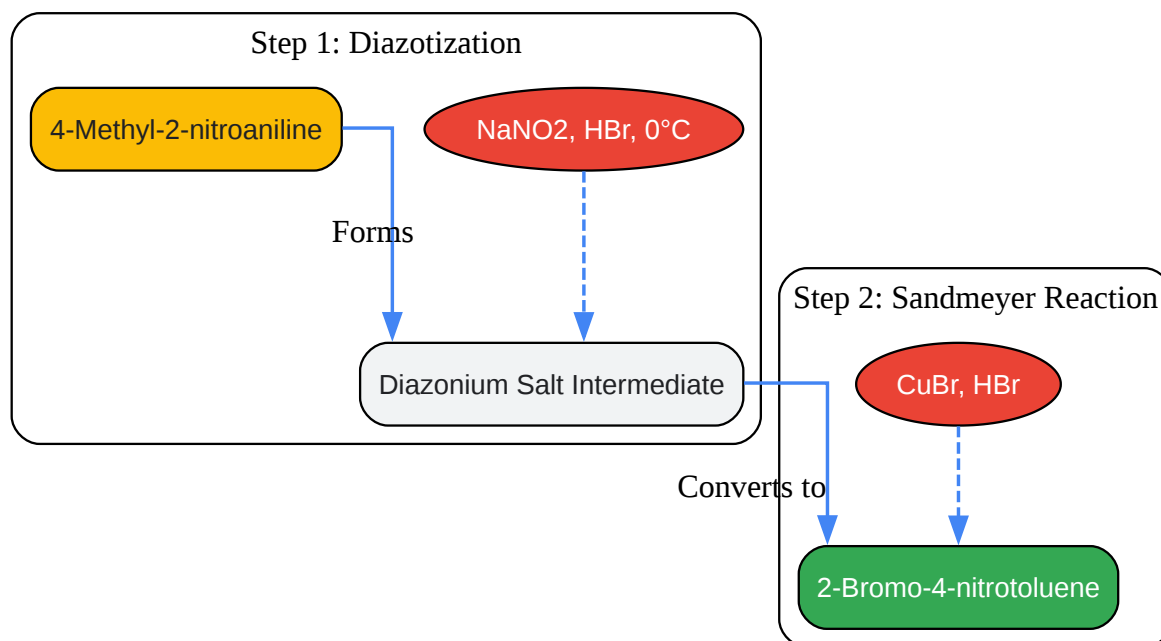 Step 1: Diazotization
4-Methyl-2-nitroaniline
NaNO2, HBr, 0°C
Forms
Diazonium Salt Intermediate
Step 2: Sandmeyer Reaction
CuBr, HBr
Converts to
2-Bromo-4-nitrotoluene